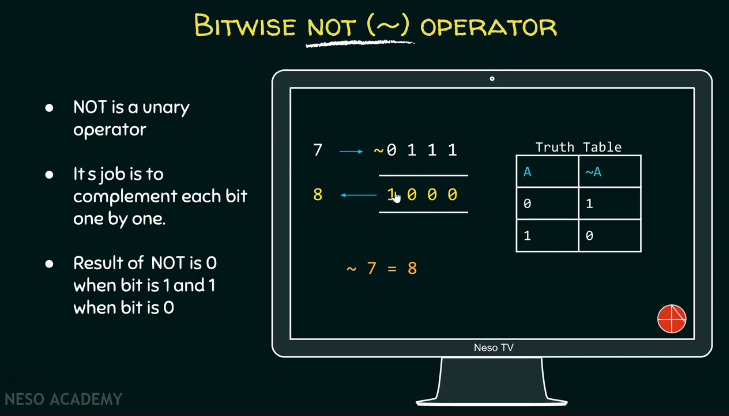 BITWISE NOT (~) OPERATOR
• NOT is a unary
operator
• It s job is to
complement each bit
one by one.
• Result of NOT is 0
when bit is 1 and 1
when bit is 0
7 → ~0 1 1 1
8 ← 1 0 0 0
~ 7 = 8
Truth Table
A ~A
0 1
1 0
Neso TV
NESO ACADEMY